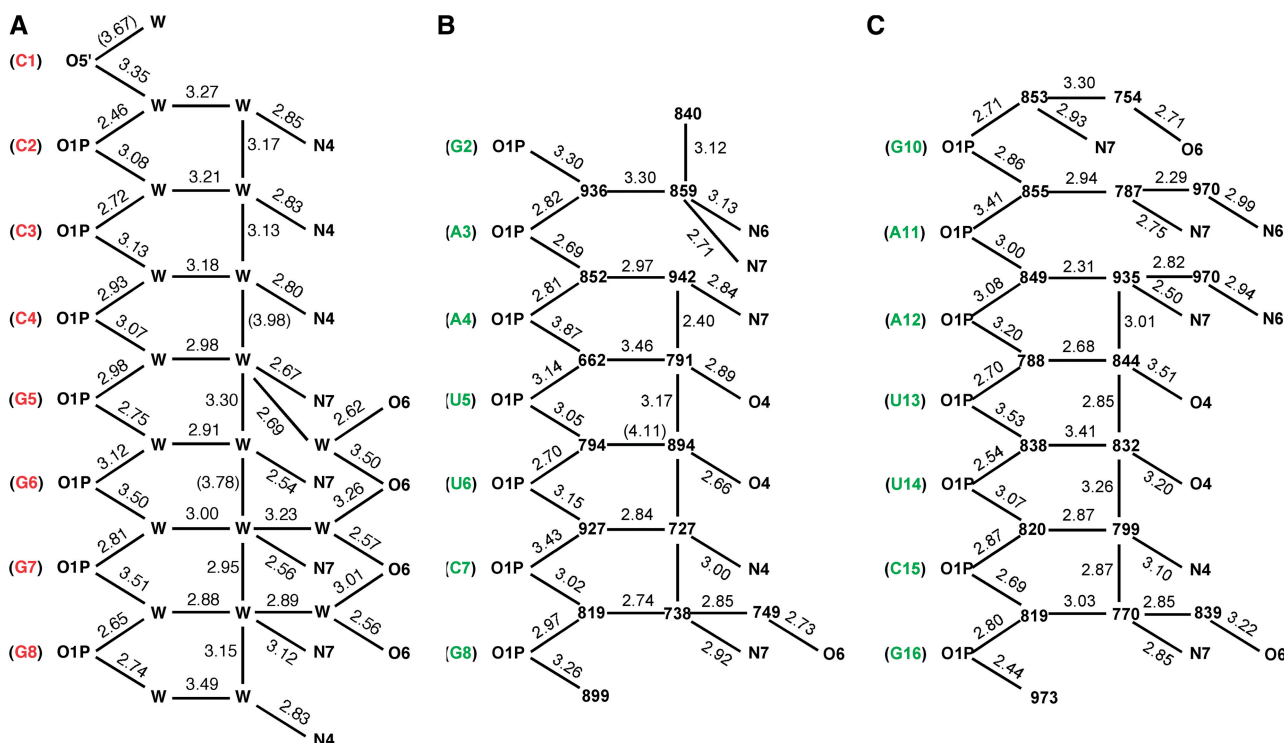 A
B
C
(3.67)
W
(C1)
O5'
3.35
W
3.27
W
2.46
2.85
(C2)
O1P
3.17
N4
3.08
W
3.21
W
2.72
2.83
(C3)
O1P
3.13
N4
3.13
W
3.18
W
2.93
2.80
(C4)
O1P
(3.98)
N4
3.07
W
2.98
W
2.98
2.67
(G5)
O1P
3.30
N7
2.69
2.62
O6
2.75
W
2.91
W
W
3.12
2.54
3.50
(G6)
O1P
(3.78)
N7
3.26
O6
3.50
W
3.00
W
3.23
W
2.81
2.56
2.57
(G7)
O1P
2.95
N7
3.01
O6
3.51
W
2.88
W
2.89
W
2.65
3.12
2.56
(G8)
O1P
3.15
N7
O6
2.74
W
3.49
W
2.83
N4
840
(G2)
O1P
3.12
3.30
936
3.30
859
2.82
3.13
(A3)
O1P
2.71
N6
2.69
N7
852
2.97
942
2.81
2.84
(A4)
O1P
2.40
N7
3.87
662
3.46
791
3.14
2.89
(U5)
O1P
3.17
O4
3.05
794
(4.11)
894
2.70
2.66
(U6)
O1P
O4
3.15
927
2.84
727
3.43
3.00
(C7)
O1P
N4
3.02
819
2.74
738
2.85
749
2.97
2.92
2.73
(G8)
O1P
N7
O6
3.26
899
853
3.30
754
2.71
2.93
2.71
(G10)
O1P
N7
O6
2.86
855
2.94
787
2.29
970
3.41
2.75
2.99
(A11)
O1P
N7
N6
3.00
849
2.31
935
2.82
970
3.08
2.50
2.94
(A12)
O1P
3.01
N7
N6
3.20
788
2.68
844
2.70
3.51
(U13)
O1P
2.85
O4
3.53
838
3.41
832
2.54
3.20
(U14)
O1P
3.26
O4
3.07
820
2.87
799
2.87
3.10
(C15)
O1P
2.87
N4
2.69
819
3.03
770
2.85
839
2.80
2.85
3.22
(G16)
O1P
N7
O6
2.44
973